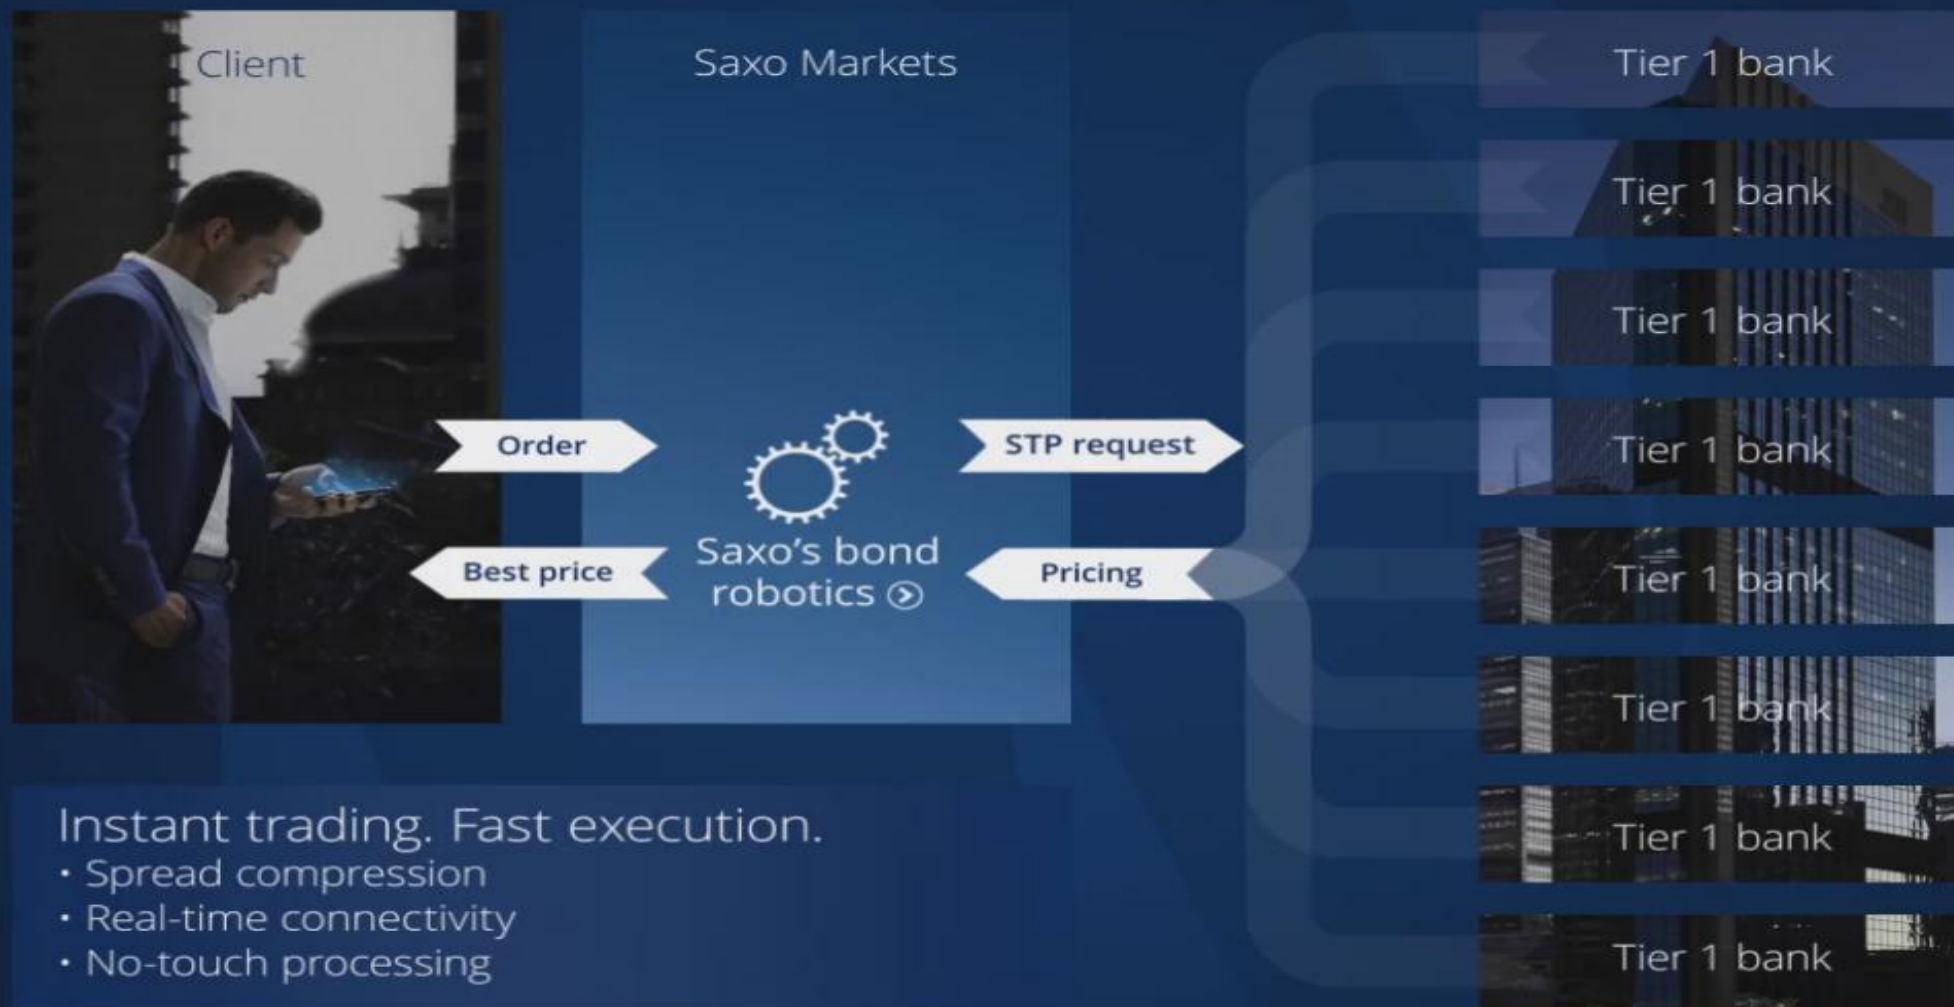 Client
Saxo Markets
Order
STP request
Saxo's bond
robotics
Best price
Pricing
Tier 1 bank
Tier 1 bank
Tier 1 bank
Tier 1 bank
Tier 1 bank
Tier 1 bank
Tier 1 bank
Tier 1 bank
Instant trading. Fast execution.
• Spread compression
• Real-time connectivity
• No-touch processing